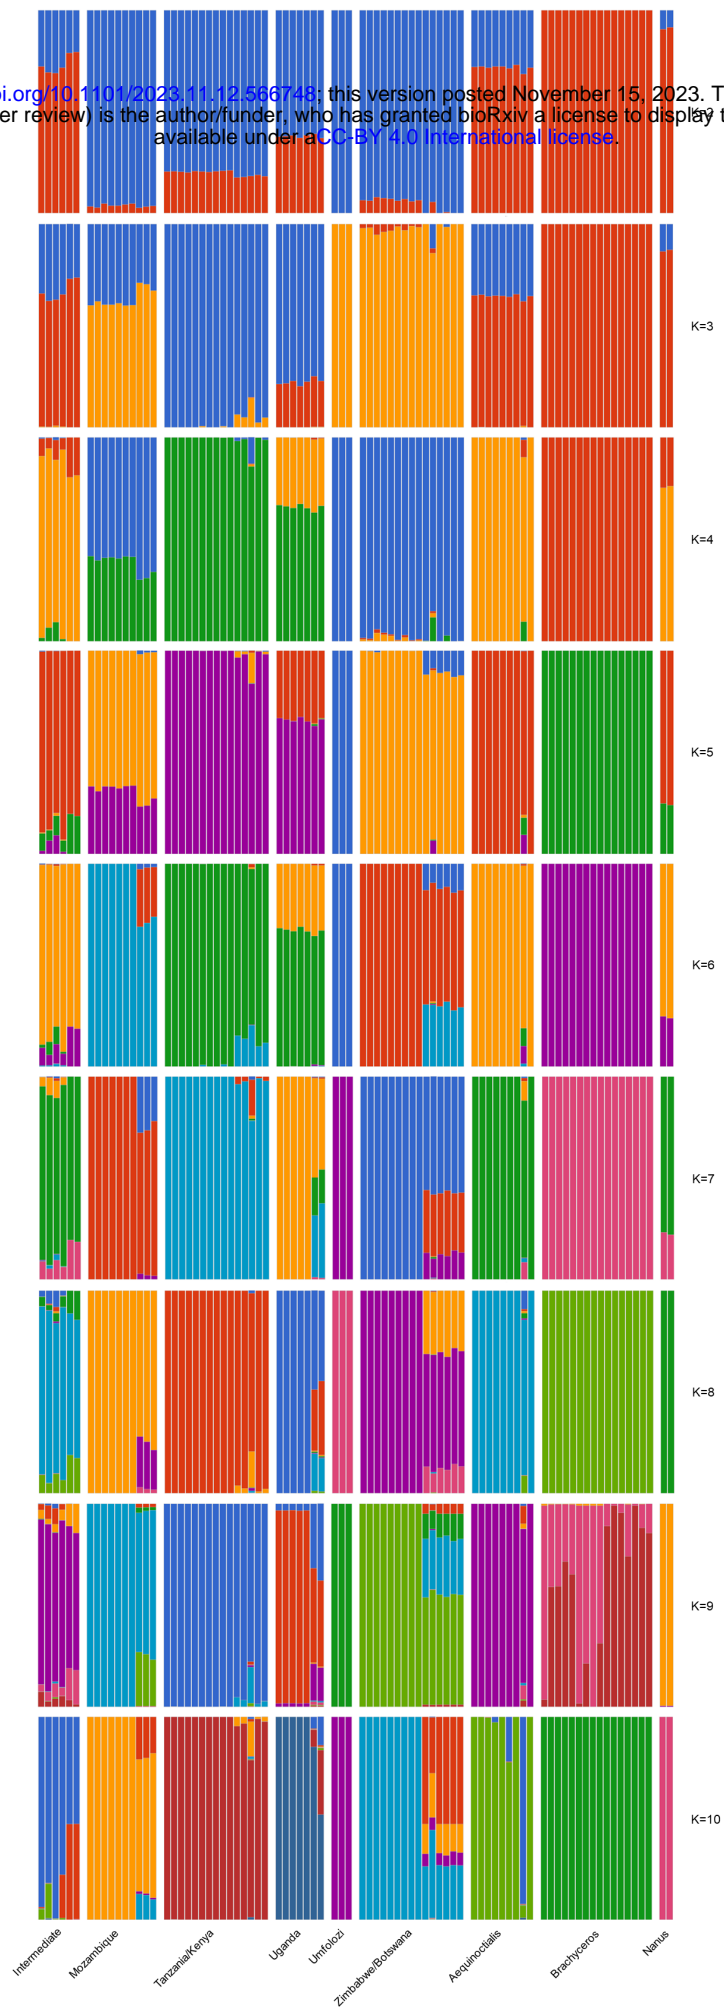 i.org/10.1101/2023.11.12.566748; this version posted November 15, 2023. T
er review) is the author/funder, who has granted bioRxiv a license to display t
K=2
available under aCC-BY 4.0 International license.
K=3
K=4
K=5
K=6
K=7
K=8
K=9
K=10
Intermediate
Mozambique
Tanzania/Kenya
Uganda
Umfolozi
Zimbabwe/Botswana
Aequinoctialis
Brachyceros
Nanus